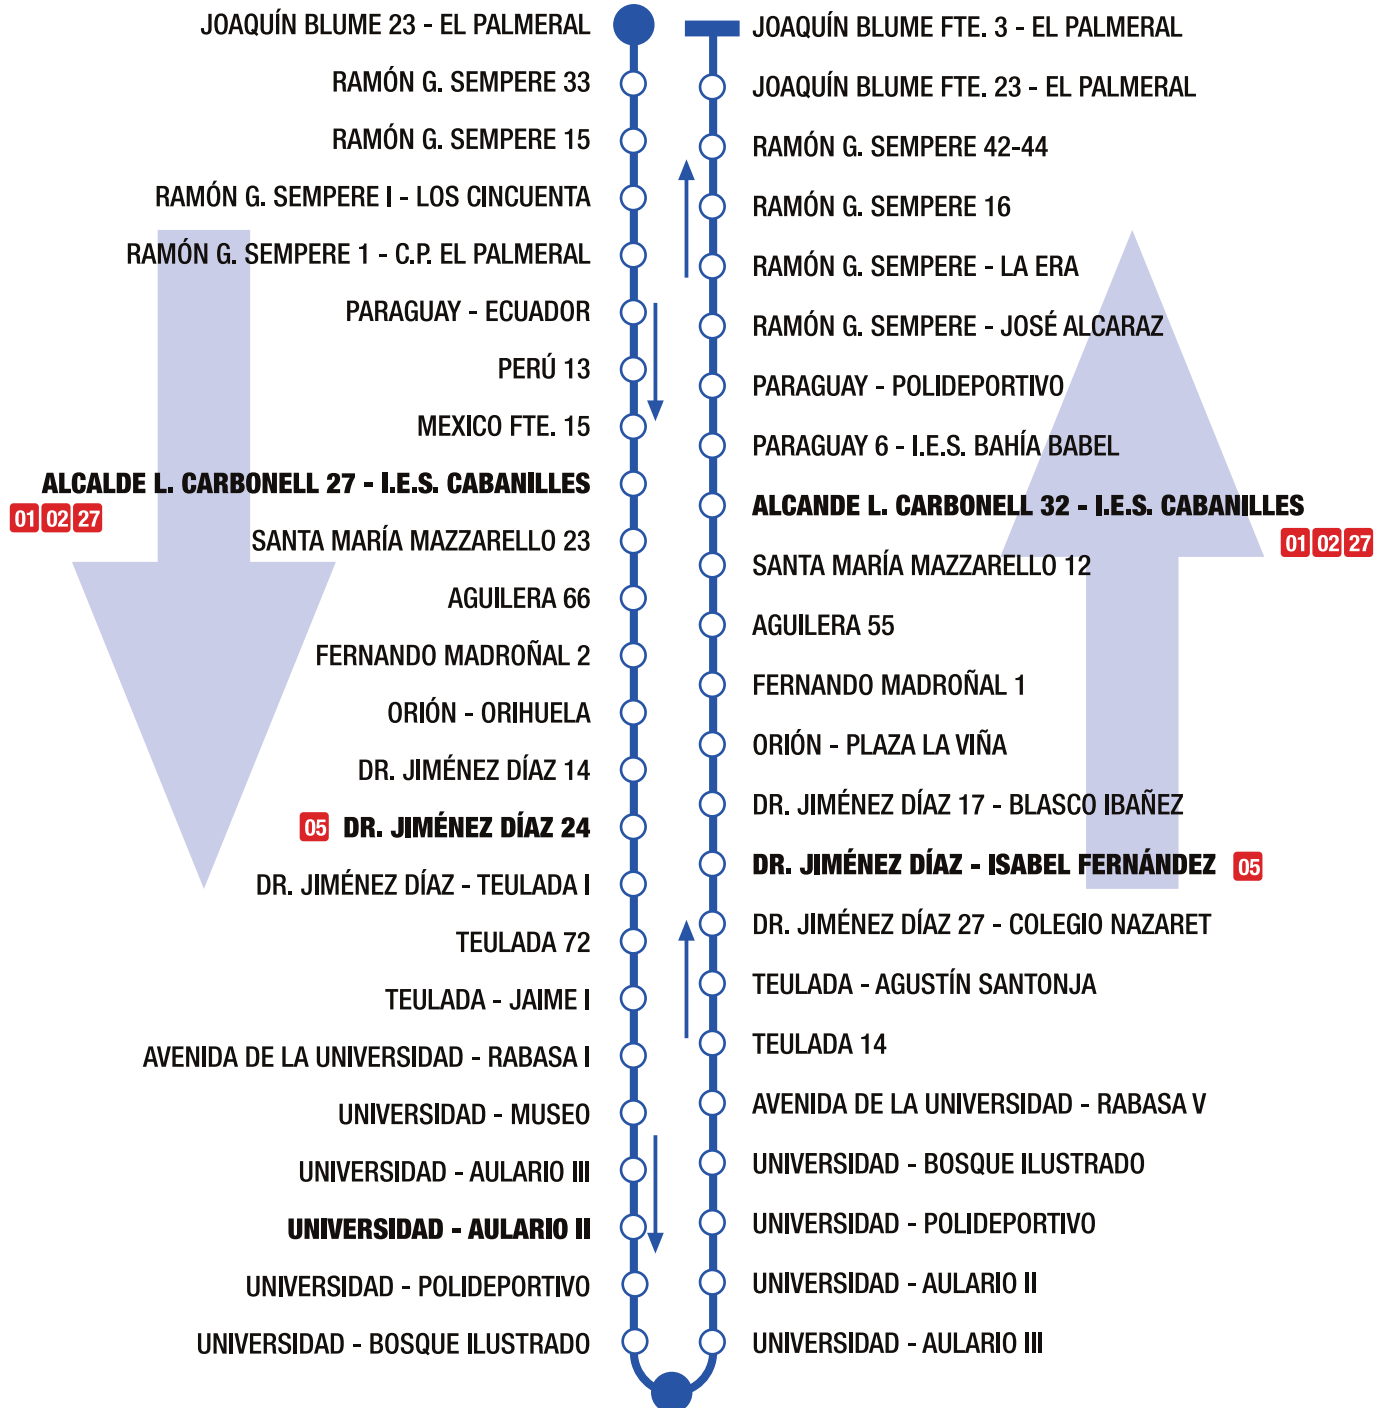 JOAQUÍN BLUME 23 - EL PALMERAL
RAMÓN G. SEMPERE 33
RAMÓN G. SEMPERE 15
RAMÓN G. SEMPERE I - LOS CINCUENTA
RAMÓN G. SEMPERE 1 - C.P. EL PALMERAL
PARAGUAY - ECUADOR
PERÚ 13
MEXICO FTE. 15
ALCALDE L. CARBONELL 27 - I.E.S. CABANILLES
01 02 27
SANTA MARÍA MAZZARELLO 23
AGUILERA 66
FERNANDO MADROÑAL 2
ORIÓN - ORIHUELA
DR. JIMÉNEZ DÍAZ 14
05 DR. JIMÉNEZ DÍAZ 24
DR. JIMÉNEZ DÍAZ - TEULADA I
TEULADA 72
TEULADA - JAIME I
AVENIDA DE LA UNIVERSIDAD - RABASA I
UNIVERSIDAD - MUSEO
UNIVERSIDAD - AULARIO III
UNIVERSIDAD - AULARIO II
UNIVERSIDAD - POLIDEPORTIVO
UNIVERSIDAD - BOSQUE ILUSTRADO
JOAQUÍN BLUME FTE. 3 - EL PALMERAL
JOAQUÍN BLUME FTE. 23 - EL PALMERAL
RAMÓN G. SEMPERE 42-44
RAMÓN G. SEMPERE 16
RAMÓN G. SEMPERE - LA ERA
RAMÓN G. SEMPERE - JOSÉ ALCARAZ
PARAGUAY - POLIDEPORTIVO
PARAGUAY 6 - I.E.S. BAHÍA BABEL
ALCANDE L. CARBONELL 32 - I.E.S. CABANILLES
01 02 27
SANTA MARÍA MAZZARELLO 12
AGUILERA 55
FERNANDO MADROÑAL 1
ORIÓN - PLAZA LA VIÑA
DR. JIMÉNEZ DÍAZ 17 - BLASCO IBAÑEZ
DR. JIMÉNEZ DÍAZ - ISABEL FERNÁNDEZ 05
DR. JIMÉNEZ DÍAZ 27 - COLEGIO NAZARET
TEULADA - AGUSTÍN SANTONJA
TEULADA 14
AVENIDA DE LA UNIVERSIDAD - RABASA V
UNIVERSIDAD - BOSQUE ILUSTRADO
UNIVERSIDAD - POLIDEPORTIVO
UNIVERSIDAD - AULARIO II
UNIVERSIDAD - AULARIO III